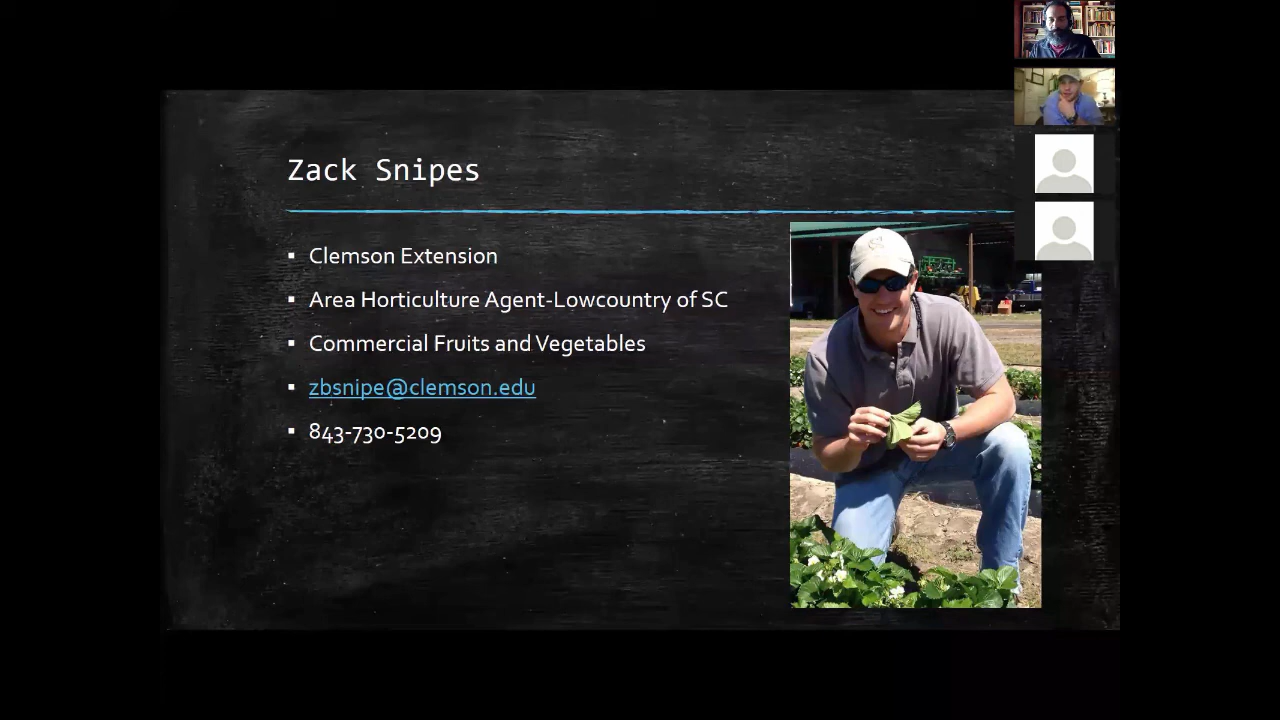 Zack Snipes
▪ Clemson Extension
▪ Area Horticulture Agent-Lowcountry of SC
▪ Commercial Fruits and Vegetables
▪ zbsnipe@clemson.edu
▪ 843-730-5209